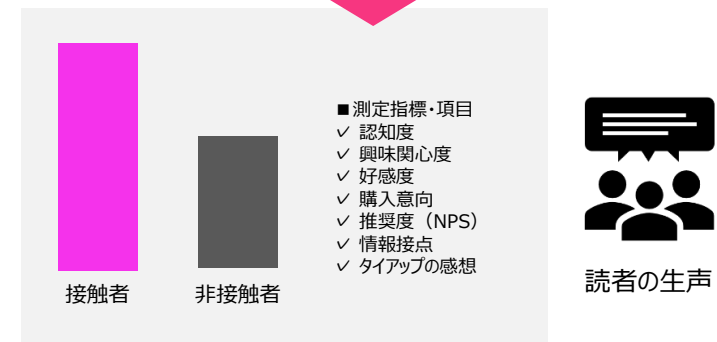 ■測定指標・項目
✓ 認知度
✓ 興味関心度
✓ 好感度
✓ 購入意向
✓ 推奨度（NPS）
✓ 情報接点
✓ タイアップの感想
接触者
非接触者
読者の生声